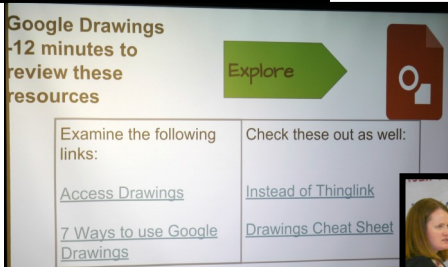 Google Drawings
-12 minutes to
review these
resources
Explore
Examine the following
links:
Access Drawings
7 Ways to use Google
Drawings
Check these out as well:
Instead of Thinglink
Drawings Cheat Sheet